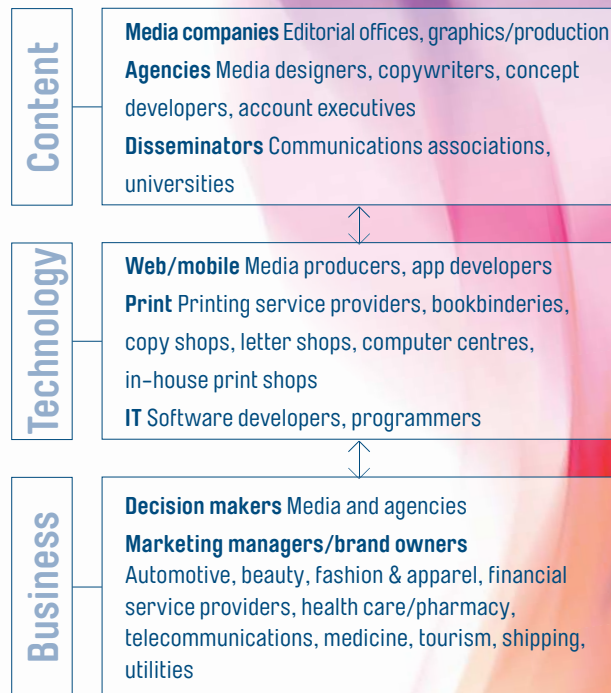 Content
Media companies Editorial offices, graphics/production
Agencies Media designers, copywriters, concept
developers, account executives
Disseminators Communications associations,
universities
Technology
Web/mobile Media producers, app developers
Print Printing service providers, bookbinderies,
copy shops, letter shops, computer centres,
in-house print shops
IT Software developers, programmers
Business
Decision makers Media and agencies
Marketing managers/brand owners
Automotive, beauty, fashion & apparel, financial
service providers, health care/pharmacy,
telecommunications, medicine, tourism, shipping,
utilities